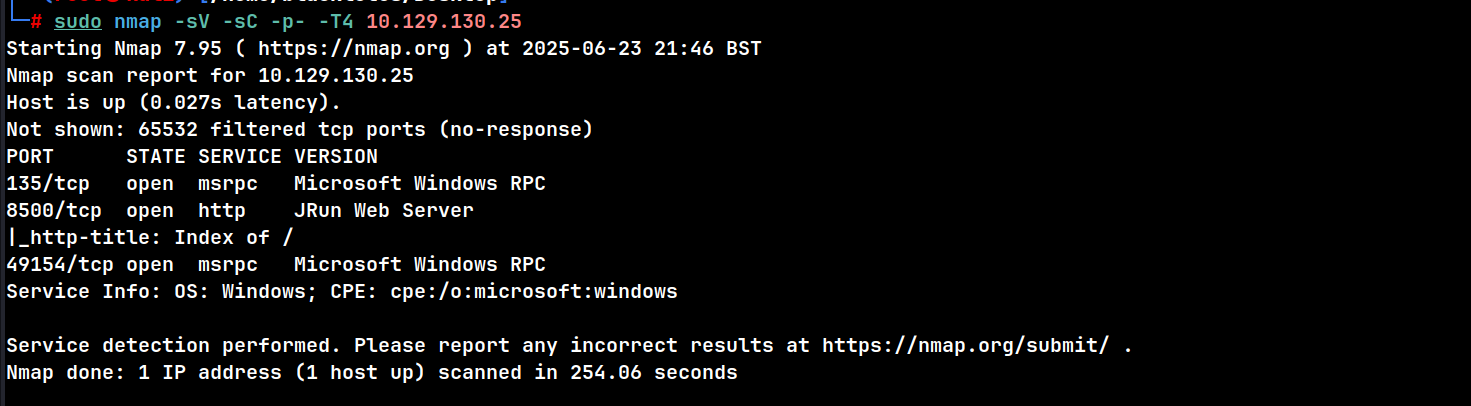 # sudo nmap -sV -sC -p- -T4 10.129.130.25
Starting Nmap 7.95 ( https://nmap.org ) at 2025-06-23 21:46 BST
Nmap scan report for 10.129.130.25
Host is up (0.027s latency).
Not shown: 65532 filtered tcp ports (no-response)
PORT      STATE SERVICE VERSION
135/tcp   open  msrpc   Microsoft Windows RPC
8500/tcp  open  http    JRun Web Server
|_http-title: Index of /
49154/tcp open  msrpc   Microsoft Windows RPC
Service Info: OS: Windows; CPE: cpe:/o:microsoft:windows
Service detection performed. Please report any incorrect results at https://nmap.org/submit/ .
Nmap done: 1 IP address (1 host up) scanned in 254.06 seconds